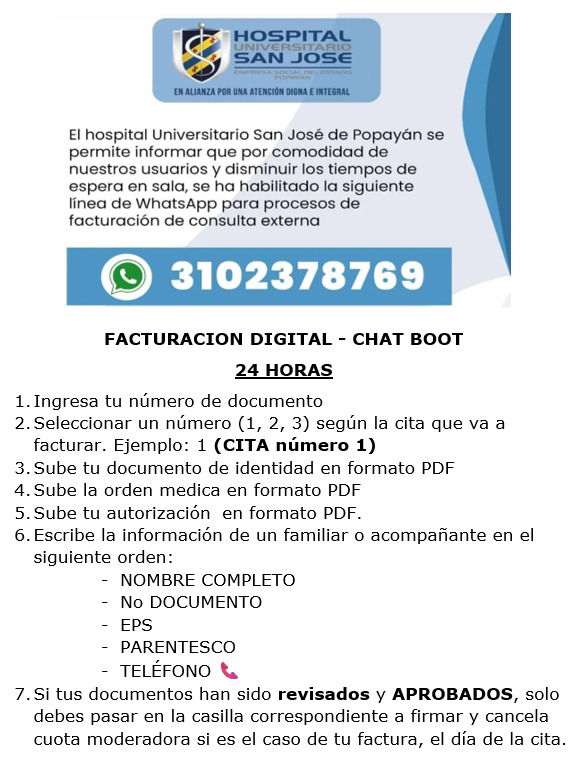 HOSPITAL
UNIVERSITARIO
SAN JOSE
EMPRESA SOCIAL DEL ESTADO
POPAYAN
EN ALIANZA POR UNA ATENCIÓN DIGNA E INTEGRAL
El hospital Universitario San José de Popayán se
permite informar que por comodidad de
nuestros usuarios y disminuir los tiempos de
espera en sala, se ha habilitado la siguiente
línea de WhatsApp para procesos de
facturación de consulta externa
3102378769
FACTURACION DIGITAL - CHAT BOOT
24 HORAS
1. Ingresa tu número de documento
2. Seleccionar un número (1, 2, 3) según la cita que va a
facturar. Ejemplo: 1 (CITA número 1)
3. Sube tu documento de identidad en formato PDF
4. Sube la orden medica en formato PDF
5. Sube tu autorización  en formato PDF.
6. Escribe la información de un familiar o acompañante en el
siguiente orden:
- NOMBRE COMPLETO
- No DOCUMENTO
- EPS
- PARENTESCO
- TELÉFONO 📞
7. Si tus documentos han sido revisados y APROBADOS, solo
debes pasar en la casilla correspondiente a firmar y cancela
cuota moderadora si es el caso de tu factura, el día de la cita.